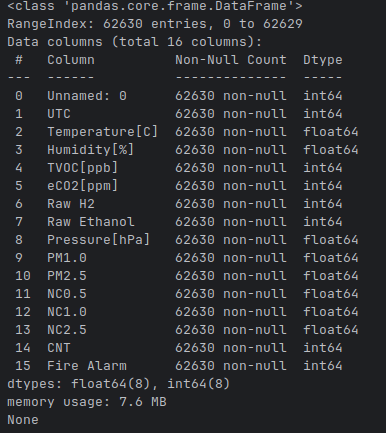 <class 'pandas.core.frame.DataFrame'>
RangeIndex: 62630 entries, 0 to 62629
Data columns (total 16 columns):
 #   Column          Non-Null Count  Dtype
---  ------          --------------  -----
 0   Unnamed: 0      62630 non-null  int64
 1   UTC             62630 non-null  int64
 2   Temperature[C]  62630 non-null  float64
 3   Humidity[%]     62630 non-null  float64
 4   TVOC[ppb]       62630 non-null  int64
 5   eCO2[ppm]       62630 non-null  int64
 6   Raw H2          62630 non-null  int64
 7   Raw Ethanol     62630 non-null  int64
 8   Pressure[hPa]   62630 non-null  float64
 9   PM1.0           62630 non-null  float64
 10  PM2.5           62630 non-null  float64
 11  NC0.5           62630 non-null  float64
 12  NC1.0           62630 non-null  float64
 13  NC2.5           62630 non-null  float64
 14  CNT             62630 non-null  int64
 15  Fire Alarm      62630 non-null  int64
dtypes: float64(8), int64(8)
memory usage: 7.6 MB
None